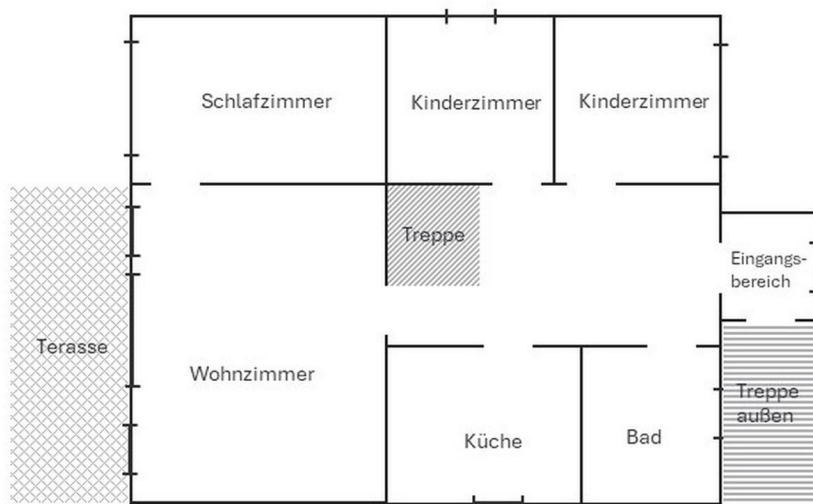 Schlafzimmer
Kinderzimmer
Kinderzimmer
Treppe
Eingangs-
bereich
Terasse
Wohnzimmer
Treppe
außen
Küche
Bad